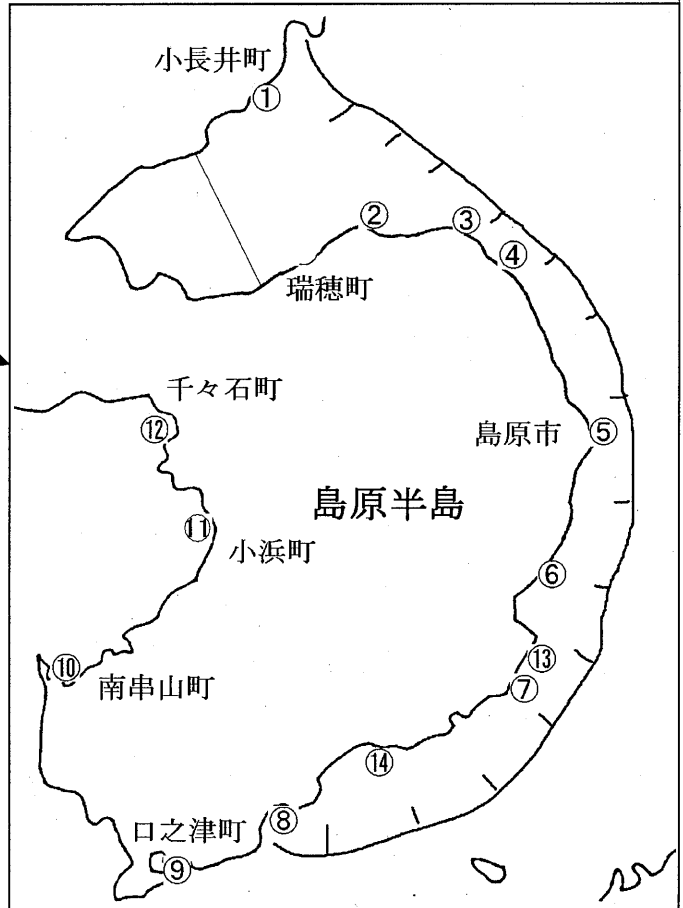 小長井町
①
②
③
④
瑞穂町
千々石町
⑫
島原市
⑤
島原半島
⑪
小浜町
⑥
⑬
⑩
⑦
南串山町
⑭
⑧
口之津町
⑨